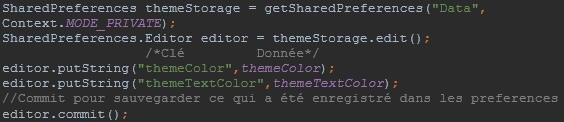 SharedPreferences themeStorage = getSharedPreferences("Data",
Context.MODE_PRIVATE);
SharedPreferences.Editor editor = themeStorage.edit();
/*Clé Donnée*/
editor.putString("themeColor",themeColor);
editor.putString("themeTextColor",themeTextColor);
//Commit pour sauvegarder ce qui a été enregistré dans les preferences
editor.commit();